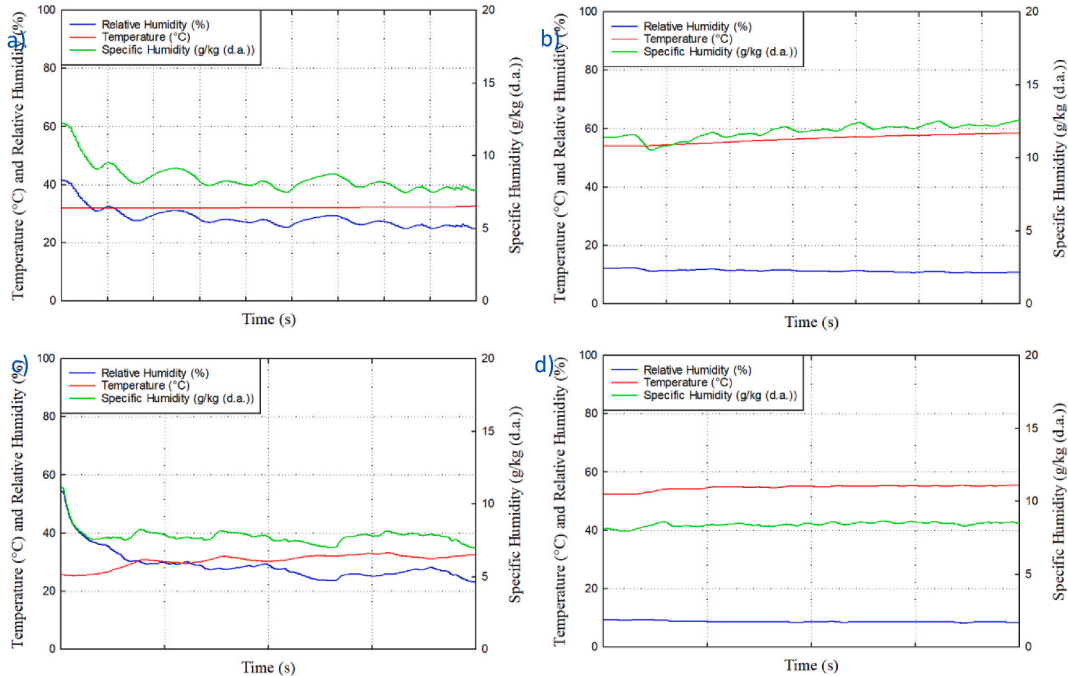 a)
Temperature (°C) and Relative Humidity (%)
100
80
60
40
20
0
Relative Humidity (%)
Temperature (°C)
Specific Humidity (g/kg (d.a.))
20
15
10
5
0
Specific Humidity (g/kg (d.a.))
Time (s)
b)
Temperature (°C) and Relative Humidity (%)
100
80
60
40
20
0
Relative Humidity (%)
Temperature (°C)
Specific Humidity (g/kg (d.a.))
20
15
10
5
0
Specific Humidity (g/kg (d.a.))
Time (s)
c)
Temperature (°C) and Relative Humidity (%)
100
80
60
40
20
0
Relative Humidity (%)
Temperature (°C)
Specific Humidity (g/kg (d.a.))
20
15
10
5
0
Specific Humidity (g/kg (d.a.))
Time (s)
d)
Temperature (°C) and Relative Humidity (%)
100
80
60
40
20
0
Relative Humidity (%)
Temperature (°C)
Specific Humidity (g/kg (d.a.))
20
15
10
5
0
Specific Humidity (g/kg (d.a.))
Time (s)